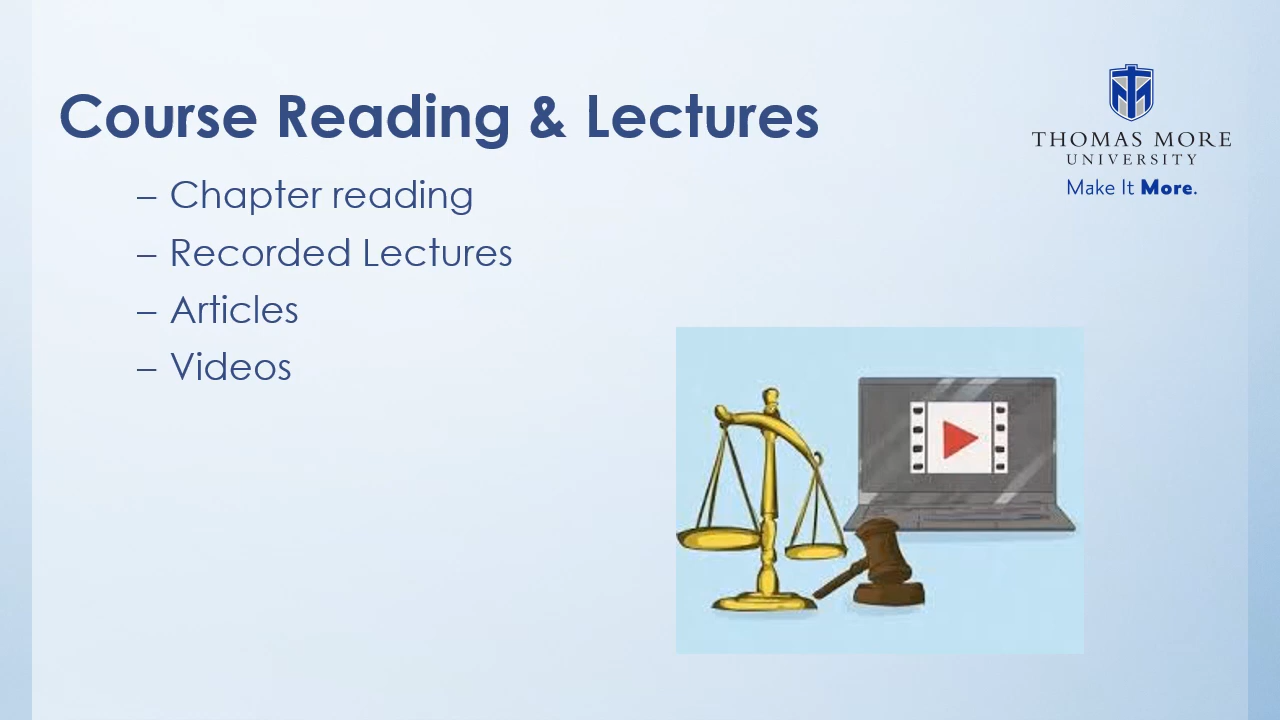 Course Reading & Lectures
– Chapter reading
– Recorded Lectures
– Articles
– Videos
THOMAS MORE
UNIVERSITY
Make It More.